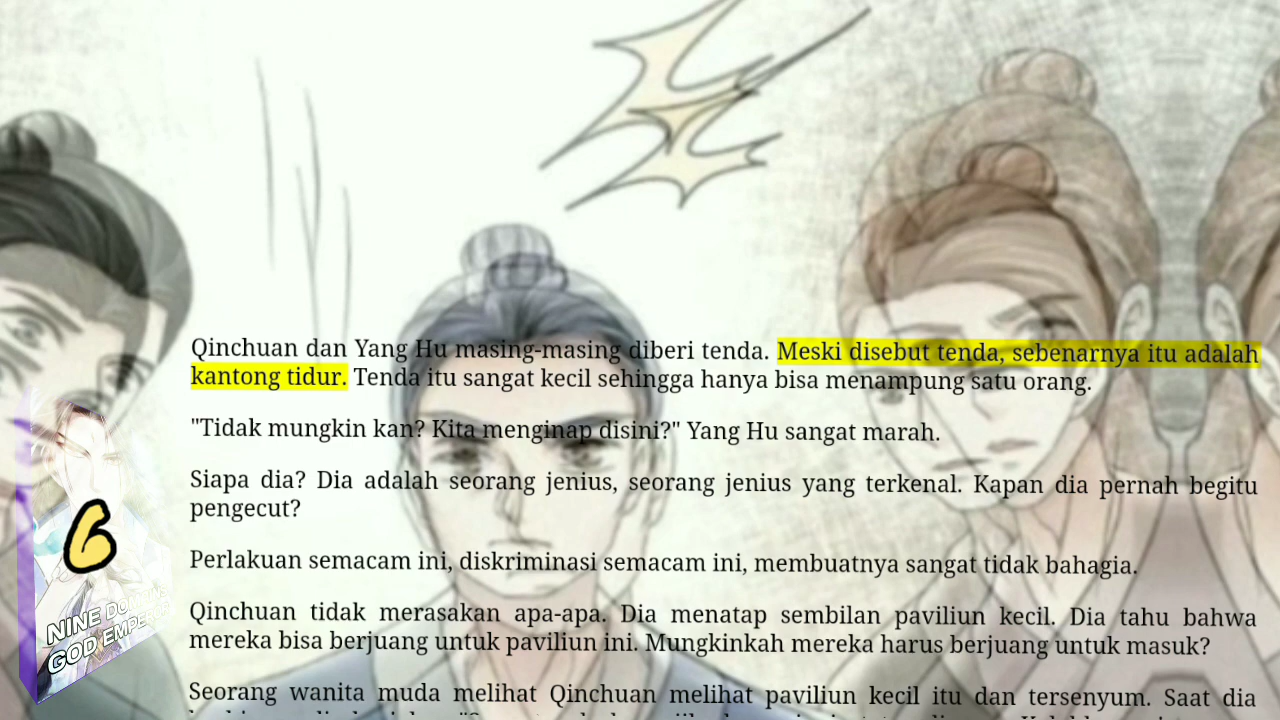 Qinchuan dan Yang Hu masing-masing diberi tenda. Meski disebut tenda, sebenarnya itu adalah
kantong tidur. Tenda itu sangat kecil sehingga hanya bisa menampung satu orang.
"Tidak mungkin kan? Kita menginap disini?" Yang Hu sangat marah.
Siapa dia? Dia adalah seorang jenius, seorang jenius yang terkenal. Kapan dia pernah begitu
pengecut?
Perlakuan semacam ini, diskriminasi semacam ini, membuatnya sangat tidak bahagia.
Qinchuan tidak merasakan apa-apa. Dia menatap sembilan paviliun kecil. Dia tahu bahwa
mereka bisa berjuang untuk paviliun ini. Mungkinkah mereka harus berjuang untuk masuk?
Seorang wanita muda melihat Qinchuan melihat paviliun kecil itu dan tersenyum. Saat dia
6
NINE
GOD EMPEROR